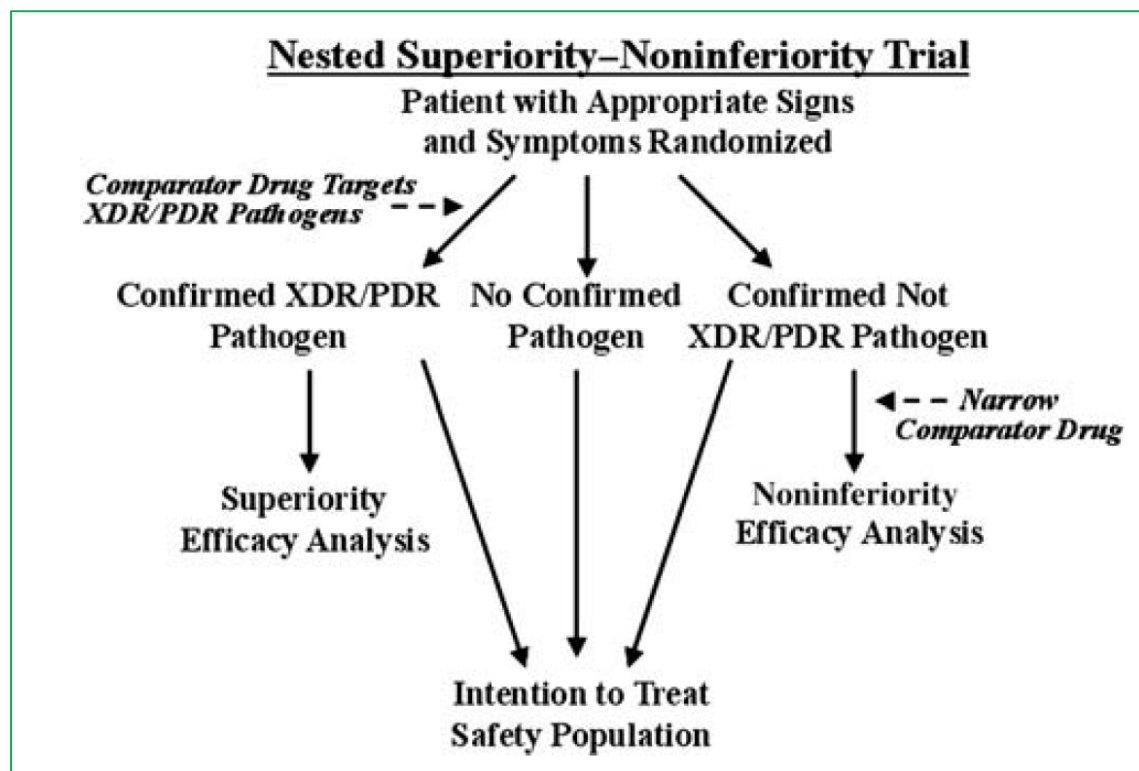 Nested Superiority–Noninferiority Trial
Patient with Appropriate Signs
and Symptoms Randomized
Comparator Drug Targets
XDR/PDR Pathogens
Confirmed XDR/PDR
Pathogen
No Confirmed
Pathogen
Confirmed Not
XDR/PDR Pathogen
Narrow
Comparator Drug
Superiority
Efficacy Analysis
Noninferiority
Efficacy Analysis
Intention to Treat
Safety Population